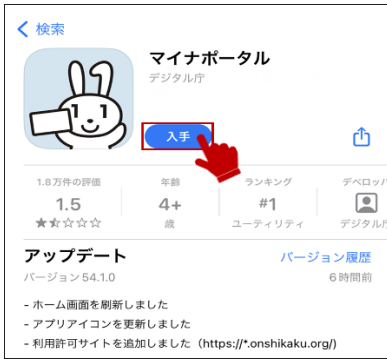 検索
マイナポータル
デジタル庁
入手
1.8万件の評価 年齢 ランキング デベロッパ
1.5 4+ #1
歳 ユーティリティ デジタル庁
アップデート バージョン履歴
バージョン 54.1.0 6時間前
- ホーム画面を刷新しました
- アプリアイコンを更新しました
- 利用許可サイトを追加しました（https://*.onshikaku.org/)